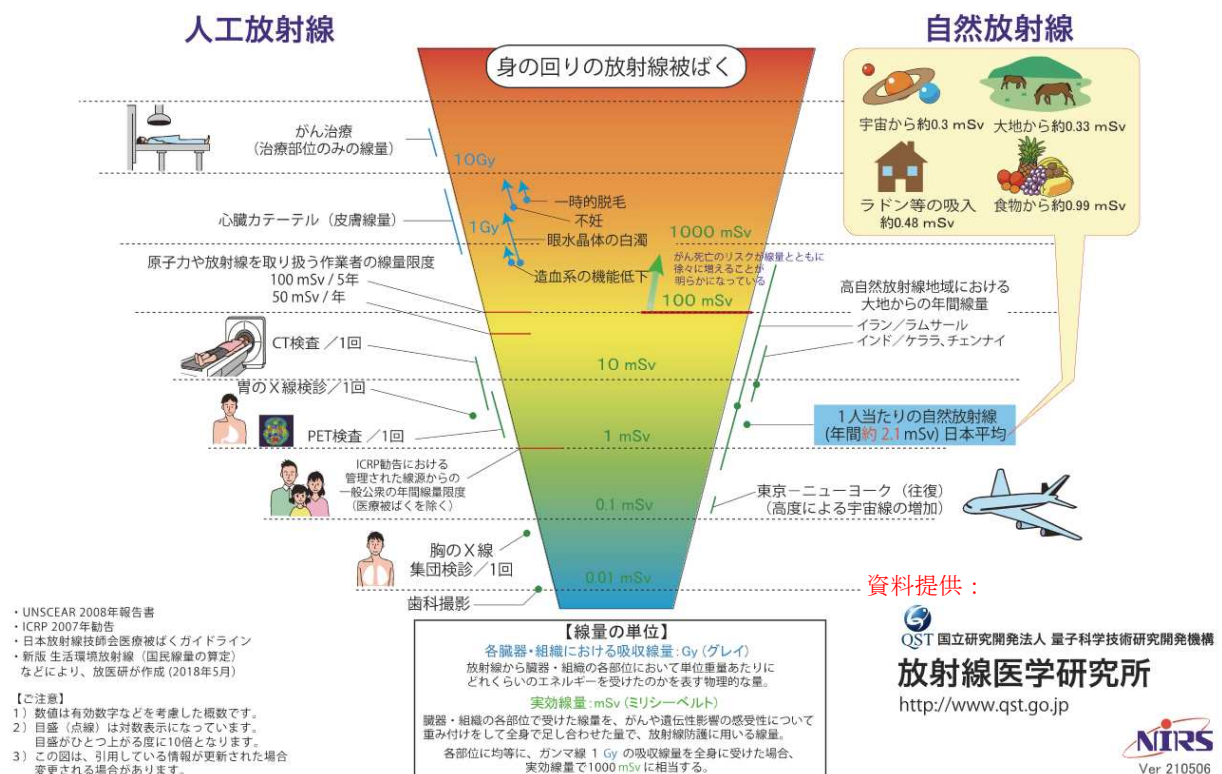 人工放射線
自然放射線
身の回りの放射線被ばく
がん治療
(治療部位のみの線量)
10Gy
心臓カテーテル（皮膚線量）
1Gy
一時的脱毛
不妊
眼水晶体の白濁
造血系の機能低下
1000 mSv
がん死亡のリスクが線量とともに
徐々に増えることが
明らかになっている
100 mSv
原子力や放射線を取り扱う作業者の線量限度
100 mSv / 5年
50 mSv / 年
CT検査 ／1回
10 mSv
胃のX線検診／1回
PET検査 ／1回
1 mSv
ICRP勧告における
管理された線源からの
一般公衆の年間線量限度
（医療被ばくを除く）
0.1 mSv
胸のX線
集団検診／1回
0.01 mSv
歯科撮影
宇宙から約0.3 mSv
大地から約0.33 mSv
ラドン等の吸入
約0.48 mSv
食物から約0.99 mSv
高自然放射線地域における
大地からの年間線量
イラン／ラムサール
インド／ケララ、チェンナイ
1人当たりの自然放射線
(年間約 2.1 mSv) 日本平均
東京－ニューヨーク（往復）
（高度による宇宙線の増加）
資料提供：
QST 国立研究開発法人 量子科学技術研究開発機構
放射線医学研究所
http://www.qst.go.jp
NIRS
Ver 210506
・UNSCEAR 2008年報告書
・ICRP 2007年勧告
・日本放射線技師会医療被ばくガイドライン
・新版 生活環境放射線（国民線量の算定）
などにより、放医研が作成 (2018年5月)
【ご注意】
1）数値は有効数字などを考慮した概数です。
2）目盛（点線）は対数表示になっています。
目盛がひとつ上がる度に10倍となります。
3）この図は、引用している情報が更新された場合
変更される場合があります。
【線量の単位】
各臓器・組織における吸収線量：Gy（グレイ）
放射線から臓器・組織の各部位において単位重量あたりに
どれくらいのエネルギーを受けたのかを表す物理的な量。
実効線量：mSv（ミリシーベルト）
臓器・組織の各部位で受けた線量を、がんや遺伝性影響の感受性について
重み付けをして全身で足し合わせた量で、放射線防護に用いる線量。
各部位に均等に、ガンマ線 1 Gy の吸収線量を全身に受けた場合、
実効線量で1000 mSv に相当する。